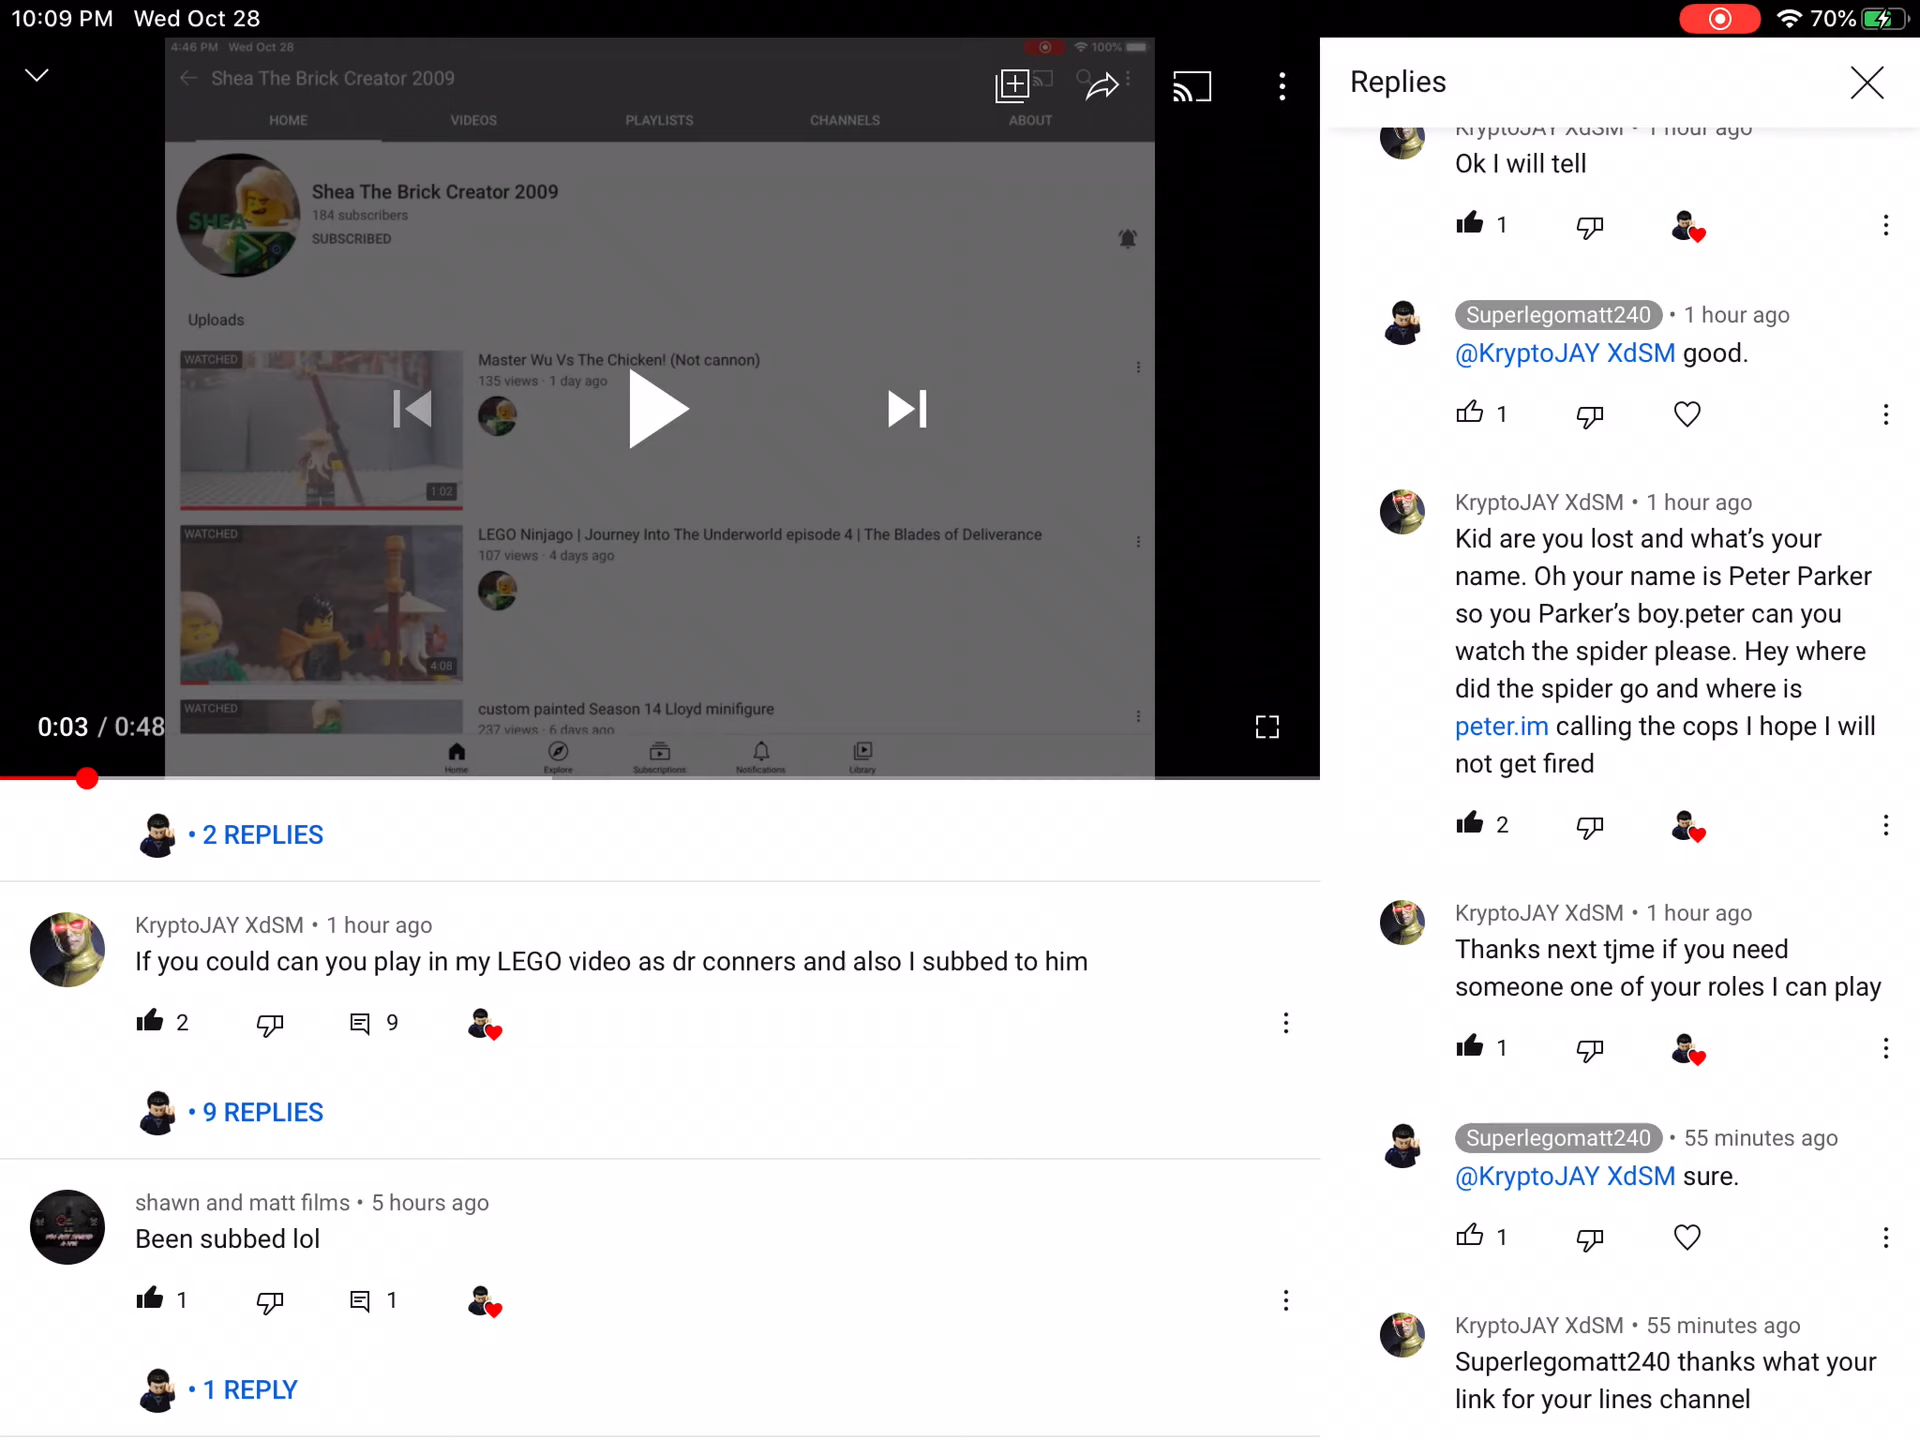 10:09 PM Wed Oct 28
70%
4:46 PM Wed Oct 28
100%
Shea The Brick Creator 2009
HOME VIDEOS PLAYLISTS CHANNELS ABOUT
SHEA
Shea The Brick Creator 2009
184 subscribers
SUBSCRIBED
Uploads
WATCHED
1:02
Master Wu Vs The Chicken! (Not cannon)
135 views · 1 day ago
WATCHED
4:08
LEGO Ninjago | Journey Into The Underworld episode 4 | The Blades of Deliverance
107 views · 4 days ago
WATCHED
custom painted Season 14 Lloyd minifigure
237 views · 6 days ago
0:03 / 0:48
Home Explore Subscriptions Notifications Library
• 2 REPLIES
KryptoJAY XdSM • 1 hour ago
If you could can you play in my LEGO video as dr conners and also I subbed to him
2 9
• 9 REPLIES
shawn and matt films • 5 hours ago
Been subbed lol
1 1
• 1 REPLY
Replies
KryptoJAY XdSM • 1 hour ago
Ok I will tell
1
Superlegomatt240 • 1 hour ago
@KryptoJAY XdSM good.
1
KryptoJAY XdSM • 1 hour ago
Kid are you lost and what’s your
name. Oh your name is Peter Parker
so you Parker’s boy.peter can you
watch the spider please. Hey where
did the spider go and where is
peter.im calling the cops I hope I will
not get fired
2
KryptoJAY XdSM • 1 hour ago
Thanks next tjme if you need
someone one of your roles I can play
1
Superlegomatt240 • 55 minutes ago
@KryptoJAY XdSM sure.
1
KryptoJAY XdSM • 55 minutes ago
Superlegomatt240 thanks what your
link for your lines channel